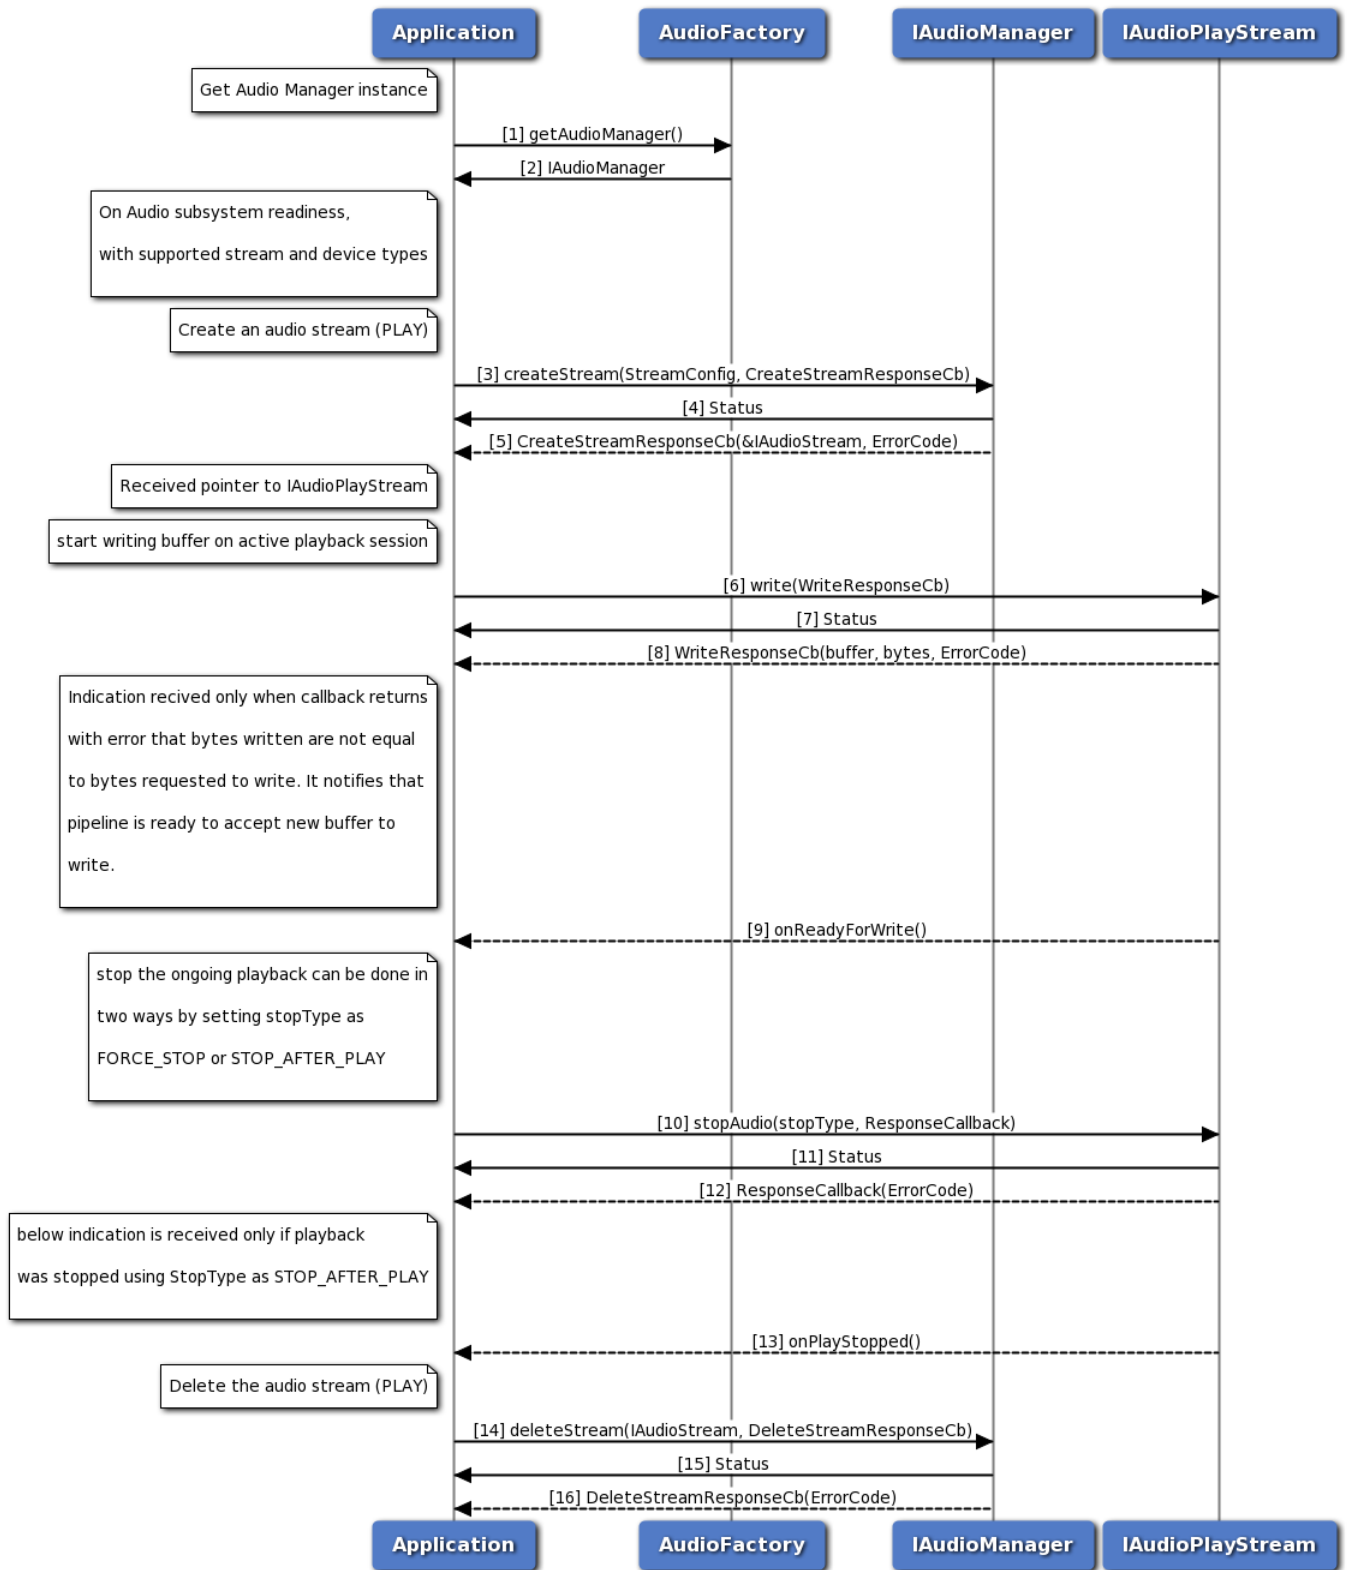 Application AudioFactory IAudioManager IAudioPlayStream
Get Audio Manager instance
[1] getAudioManager()
[2] IAudioManager
On Audio subsystem readiness,
with supported stream and device types
Create an audio stream (PLAY)
[3] createStream(StreamConfig, CreateStreamResponseCb)
[4] Status
[5] CreateStreamResponseCb(&IAudioStream, ErrorCode)
Received pointer to IAudioPlayStream
start writing buffer on active playback session
[6] write(WriteResponseCb)
[7] Status
[8] WriteResponseCb(buffer, bytes, ErrorCode)
Indication recived only when callback returns
with error that bytes written are not equal
to bytes requested to write. It notifies that
pipeline is ready to accept new buffer to
write.
[9] onReadyForWrite()
stop the ongoing playback can be done in
two ways by setting stopType as
FORCE_STOP or STOP_AFTER_PLAY
[10] stopAudio(stopType, ResponseCallback)
[11] Status
[12] ResponseCallback(ErrorCode)
below indication is received only if playback
was stopped using StopType as STOP_AFTER_PLAY
[13] onPlayStopped()
Delete the audio stream (PLAY)
[14] deleteStream(IAudioStream, DeleteStreamResponseCb)
[15] Status
[16] DeleteStreamResponseCb(ErrorCode)
Application AudioFactory IAudioManager IAudioPlayStream